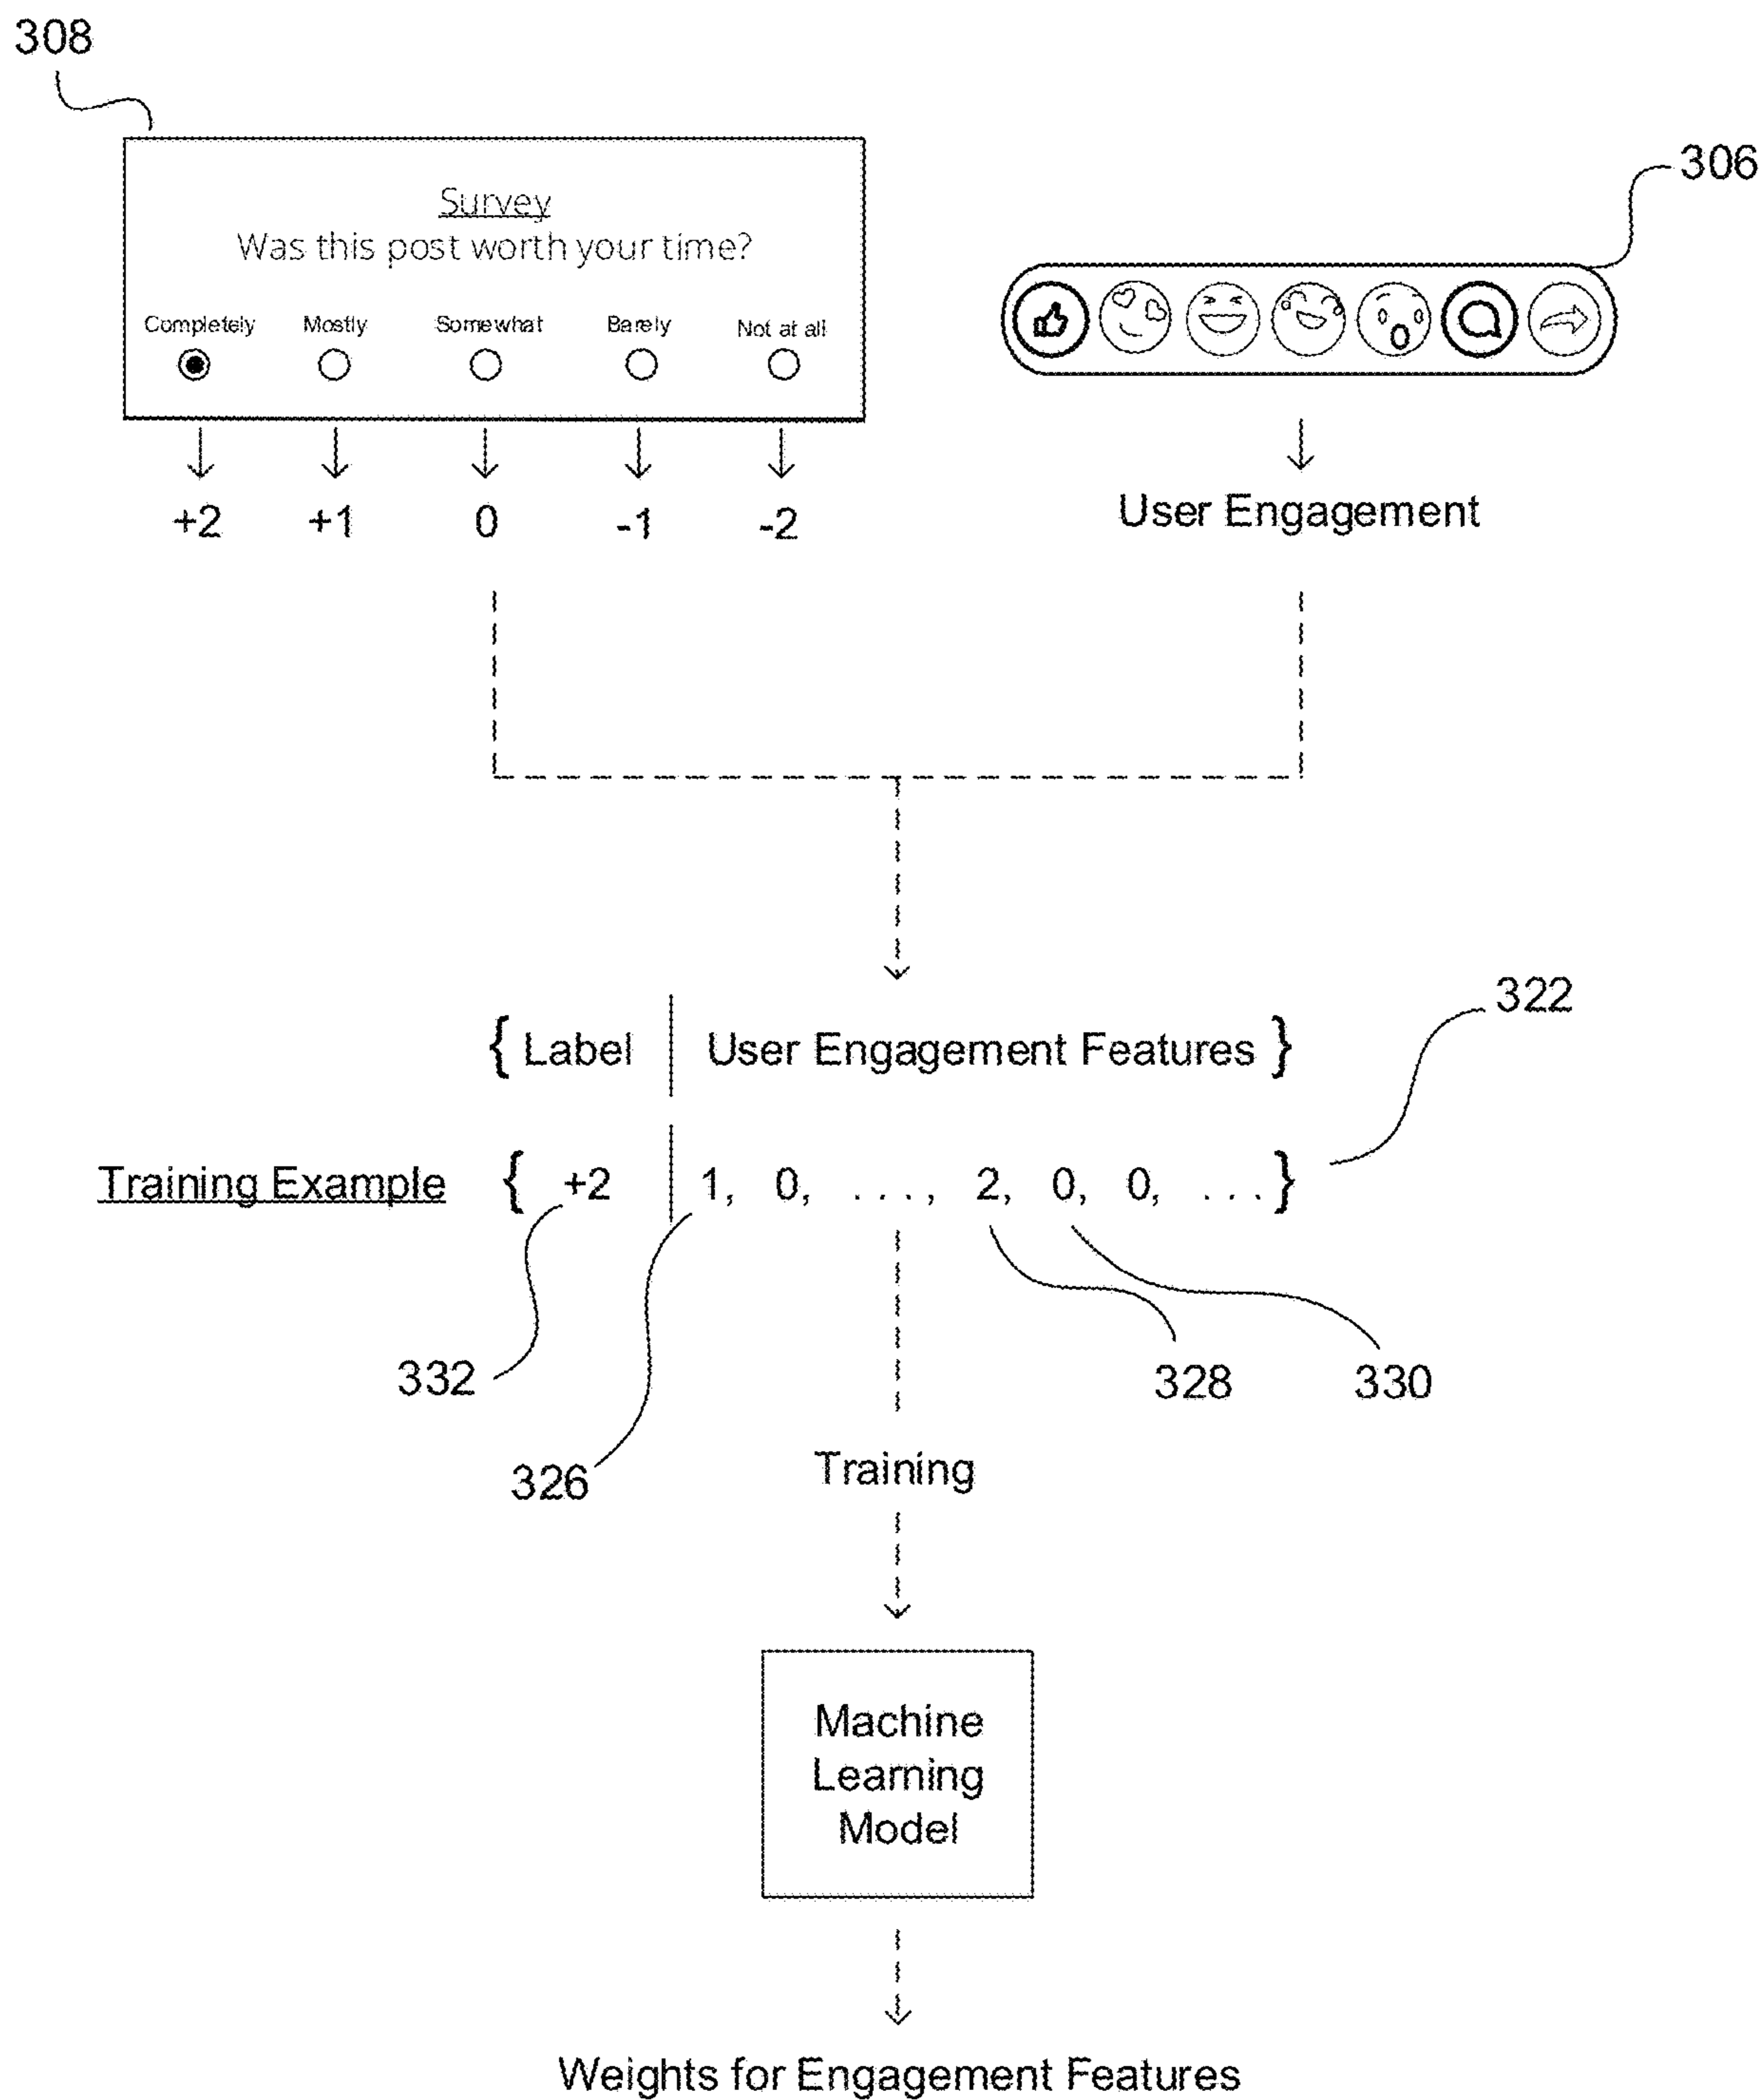 308
306
Survey
Was this post worth your time?
Completely Mostly Somewhat Barely Not at all
+2 +1 0 -1 -2
User Engagement
{ Label | User Engagement Features }
322
Training Example { +2 | 1, 0, ..., 2, 0, 0, ... }
332
328
330
326
Training
Machine
Learning
Model
Weights for Engagement Features